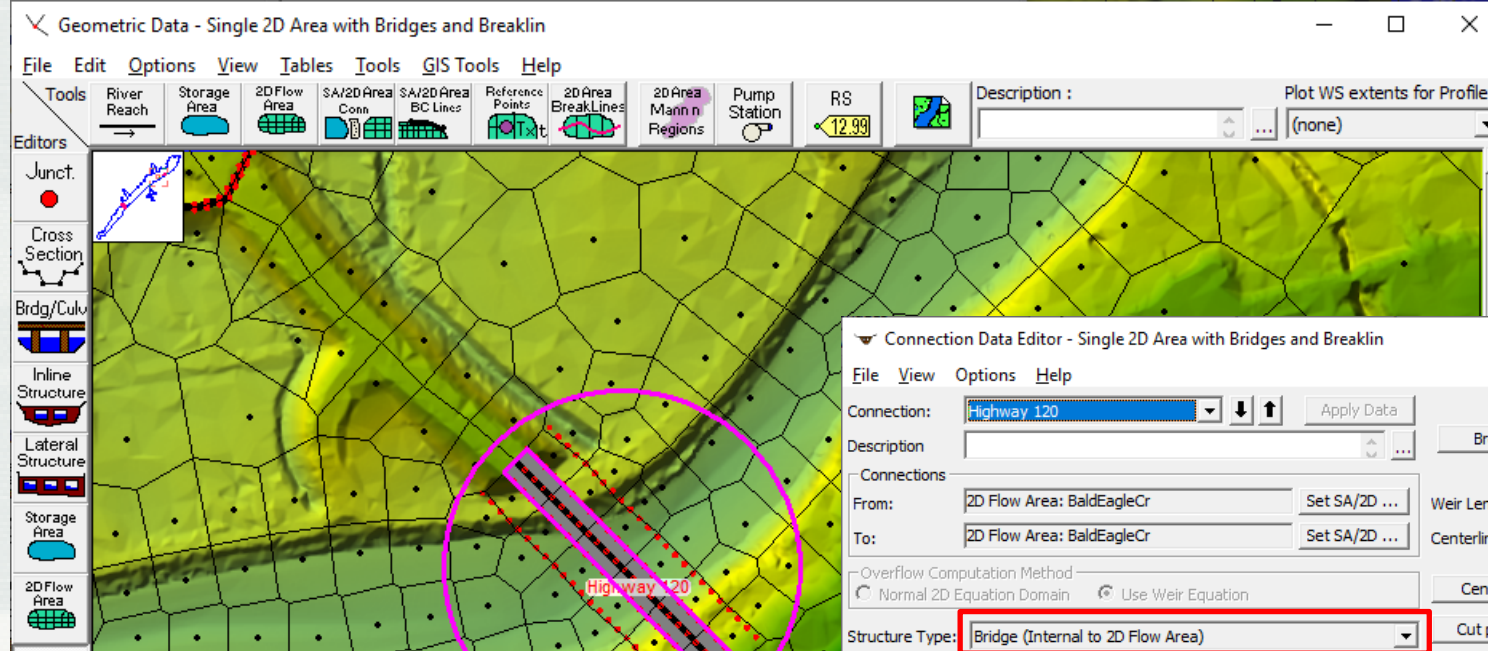 Geometric Data - Single 2D Area with Bridges and Breaklin
File Edit Options View Tables Tools GIS Tools Help
Tools
Editors
River
Reach
Storage
Area
2D Flow
Area
SA/2D Area
Conn
SA/2D Area
BC Lines
Reference
Points
2D Area
BreakLines
2D Area
Mann n
Regions
Pump
Station
RS
12.99
Description :
...
Plot WS extents for Profile
(none)
Junct.
Cross
Section
Brdg/Culv
Inline
Structure
Lateral
Structure
Storage
Area
2D Flow
Area
Highway 120
Connection Data Editor - Single 2D Area with Bridges and Breaklin
File View Options Help
Connection: Highway 120 Apply Data
Description ... Br
Connections
From: 2D Flow Area: BaldEagleCr Set SA/2D ... Weir Len
To: 2D Flow Area: BaldEagleCr Set SA/2D ... Centerlin
Overflow Computation Method
Normal 2D Equation Domain Use Weir Equation Cen
Structure Type: Bridge (Internal to 2D Flow Area) Cut p